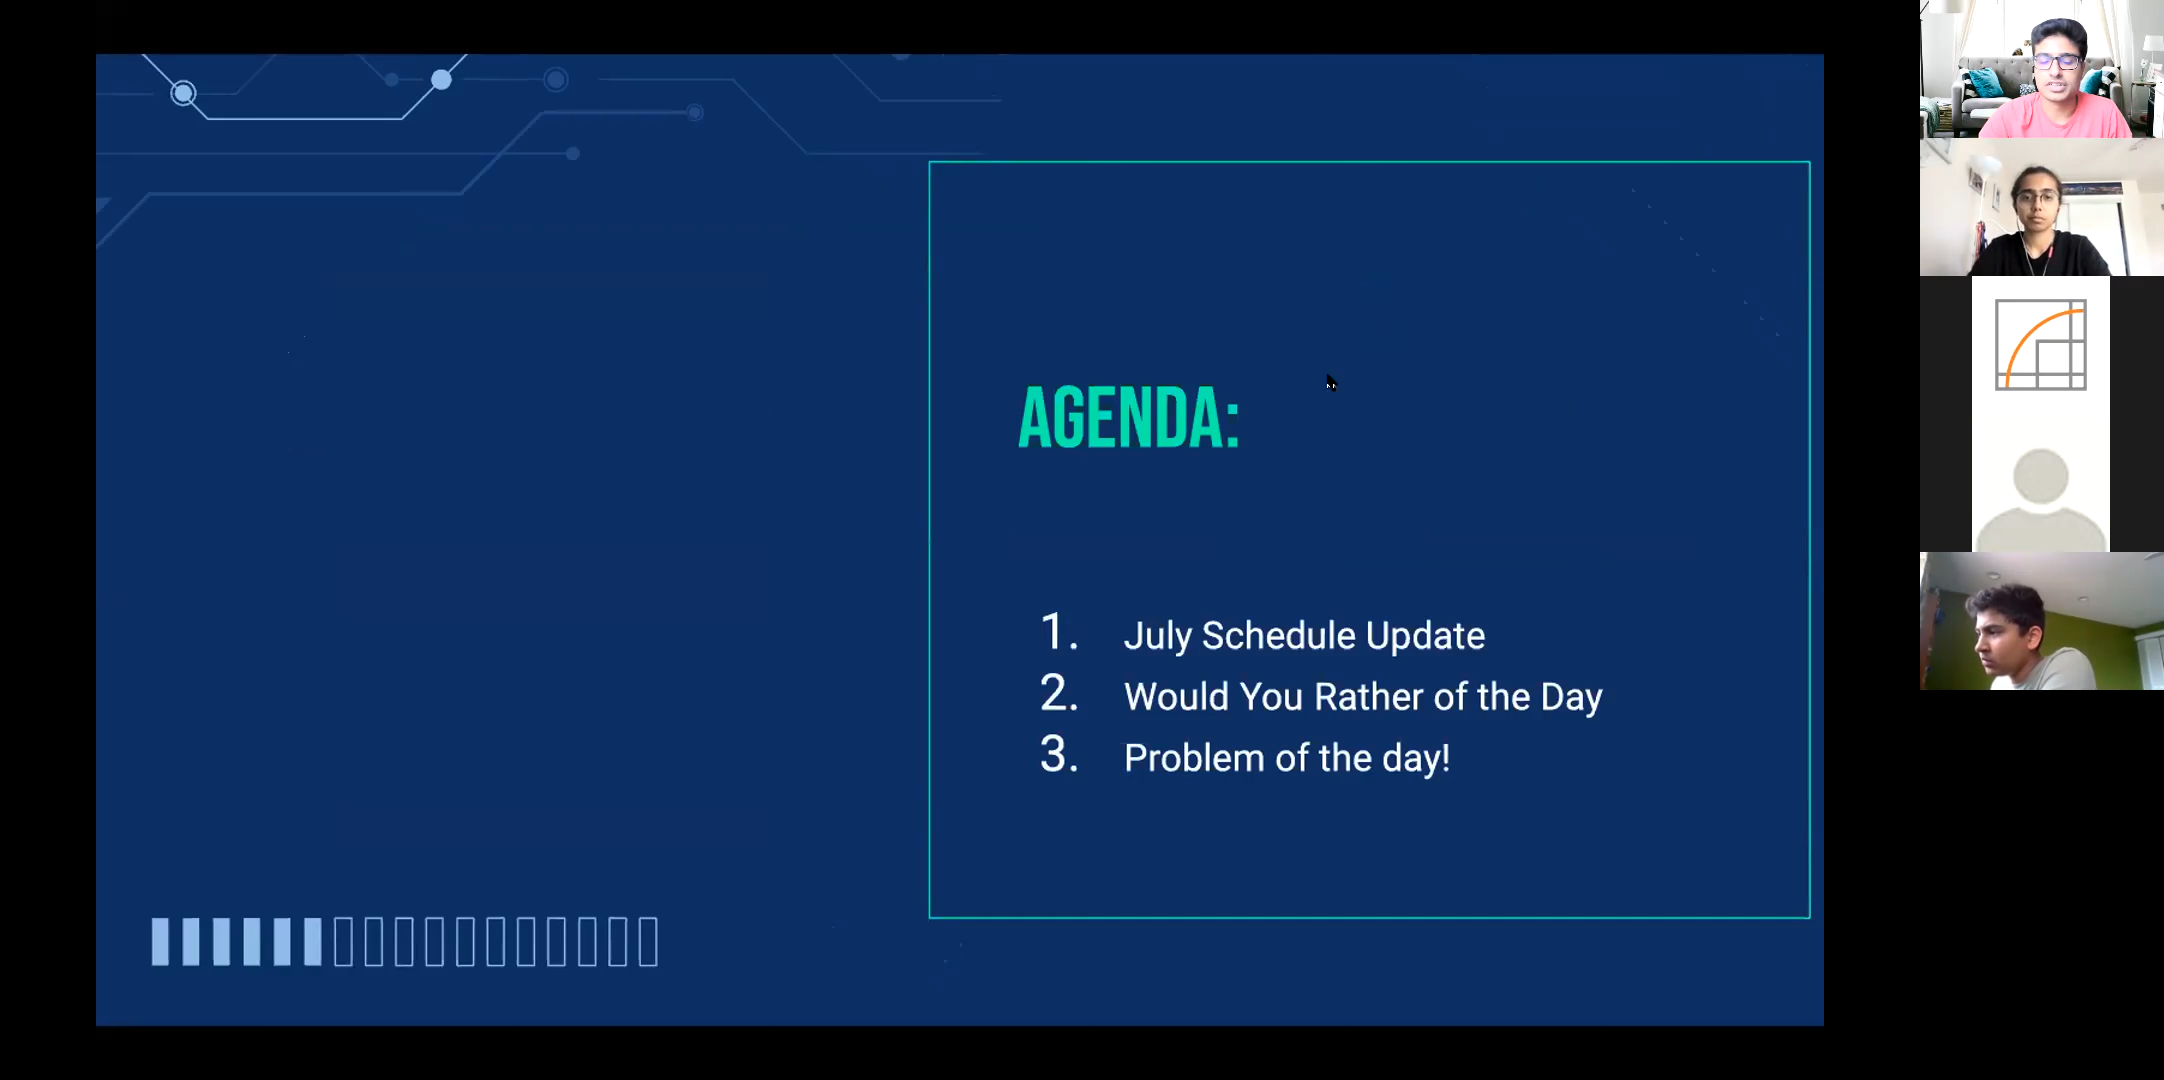 AGENDA:
1. July Schedule Update
2. Would You Rather of the Day
3. Problem of the day!